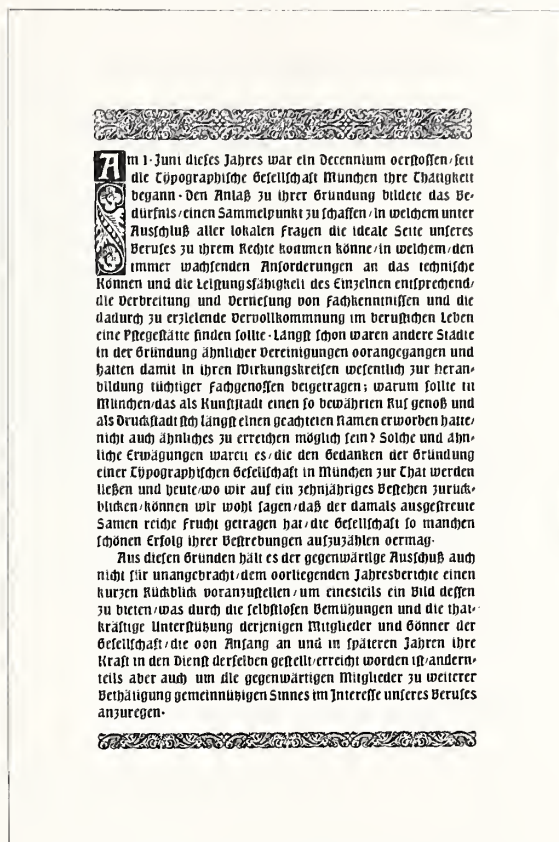 Am 1. Juni dieses Jahres war ein Decennium verflossen, seit
die Typographische Gesellschaft München ihre Thätigkeit
begann. Den Anlaß zu ihrer Gründung bildete das Be-
dürfnis, einen Sammelpunkt zu schaffen, in welchem unter
Ausschluß aller lokalen Fragen die ideale Seite unseres
Berufes zu ihrem Rechte kommen könne, in welchem, den
immer wachsenden Anforderungen an das technische
Können und die Leistungsfähigkeit des Einzelnen entsprechend,
die Verbreitung und Vertiefung von Fachkenntnissen und die
dadurch zu erzielende Vervollkommnung im beruflichen Leben
eine Pflegestätte finden sollte. Längst schon waren andere Städte
in der Gründung ähnlicher Vereinigungen vorangegangen und
hatten damit in ihren Wirkungskreisen wesentlich zur Heran-
bildung tüchtiger Fachgenossen beigetragen; warum sollte in
München, das als Kunststadt einen so bewährten Ruf genoß und
als Druckstadt sich längst einen geachteten Namen erworben hatte,
nicht auch ähnliches zu erreichen möglich sein? Solche und ähn-
liche Erwägungen waren es, die den Gedanken der Gründung
einer Typographischen Gesellschaft in München zur That werden
ließen und heute, wo wir auf ein zehnjähriges Bestehen zurück-
blicken, können wir wohl sagen, daß der damals ausgestreute
Samen reiche Frucht getragen hat, die Gesellschaft so manchen
schönen Erfolg ihrer Bestrebungen aufzuzählen vermag.
Aus diesen Gründen hält es der gegenwärtige Ausschuß auch
nicht für unangebracht, dem vorliegenden Jahresberichte einen
kurzen Rückblick voranzustellen, um einesteils ein Bild dessen
zu bieten, was durch die selbstlosen Bemühungen und die that-
kräftige Unterstützung derjenigen Mitglieder und Gönner der
Gesellschaft, die von Anfang an und in späteren Jahren ihre
Kraft in den Dienst derselben gestellt, erreicht worden ist, andern-
teils aber auch um die gegenwärtigen Mitglieder zu weiterer
Bethätigung gemeinnützigen Sinnes im Interesse unseres Berufes
anzuregen.